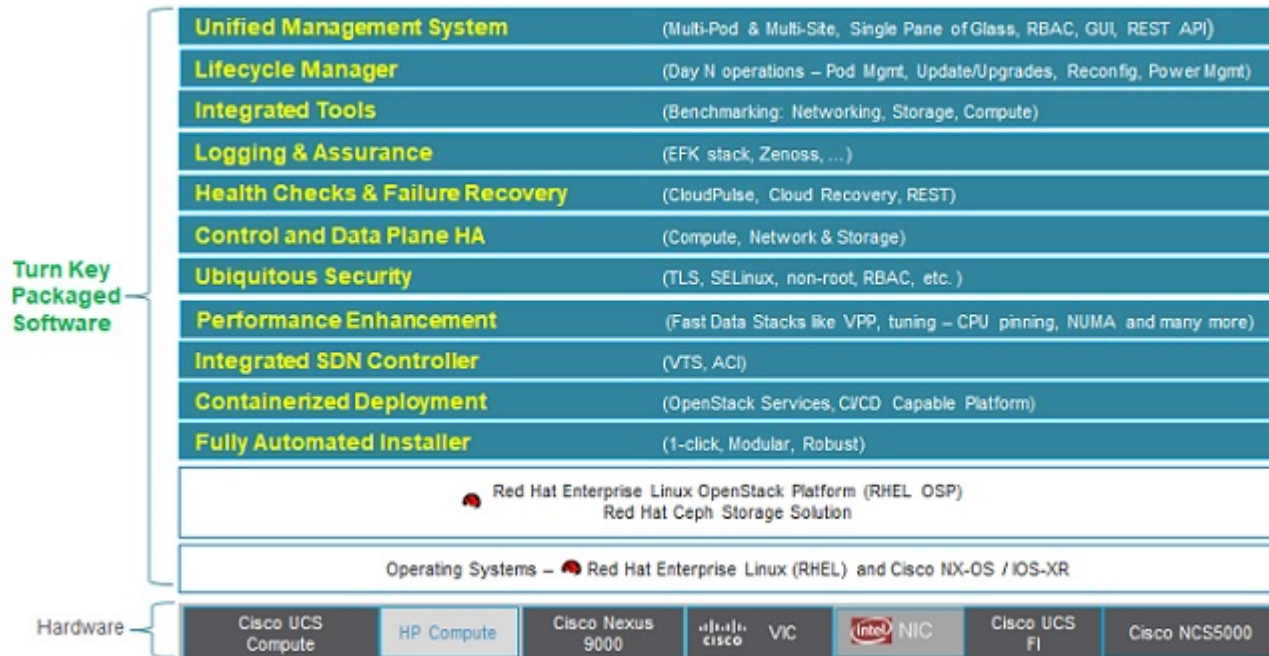 Unified Management System (Multi-Pod & Multi-Site, Single Pane of Glass, RBAC, GUI, REST API)
Lifecycle Manager (Day N operations – Pod Mgmt, Update/Upgrades, Reconfig, Power Mgmt)
Integrated Tools (Benchmarking: Networking, Storage, Compute)
Logging & Assurance (EFK stack, Zenoss, ...)
Health Checks & Failure Recovery (CloudPulse, Cloud Recovery, REST)
Control and Data Plane HA (Compute, Network & Storage)
Ubiquitous Security (TLS, SELinux, non-root, RBAC, etc. )
Performance Enhancement (Fast Data Stacks like VPP, tuning – CPU pinning, NUMA and many more)
Integrated SDN Controller (VTS, ACI)
Containerized Deployment (OpenStack Services, CI/CD Capable Platform)
Fully Automated Installer (1-click, Modular, Robust)
Turn Key
Packaged
Software
Red Hat Enterprise Linux OpenStack Platform (RHEL OSP)
Red Hat Ceph Storage Solution
Operating Systems – Red Hat Enterprise Linux (RHEL) and Cisco NX-OS / IOS-XR
Hardware
Cisco UCS
Compute
HP Compute
Cisco Nexus
9000
CISCO VIC
intel NIC
Cisco UCS
FI
Cisco NCS5000